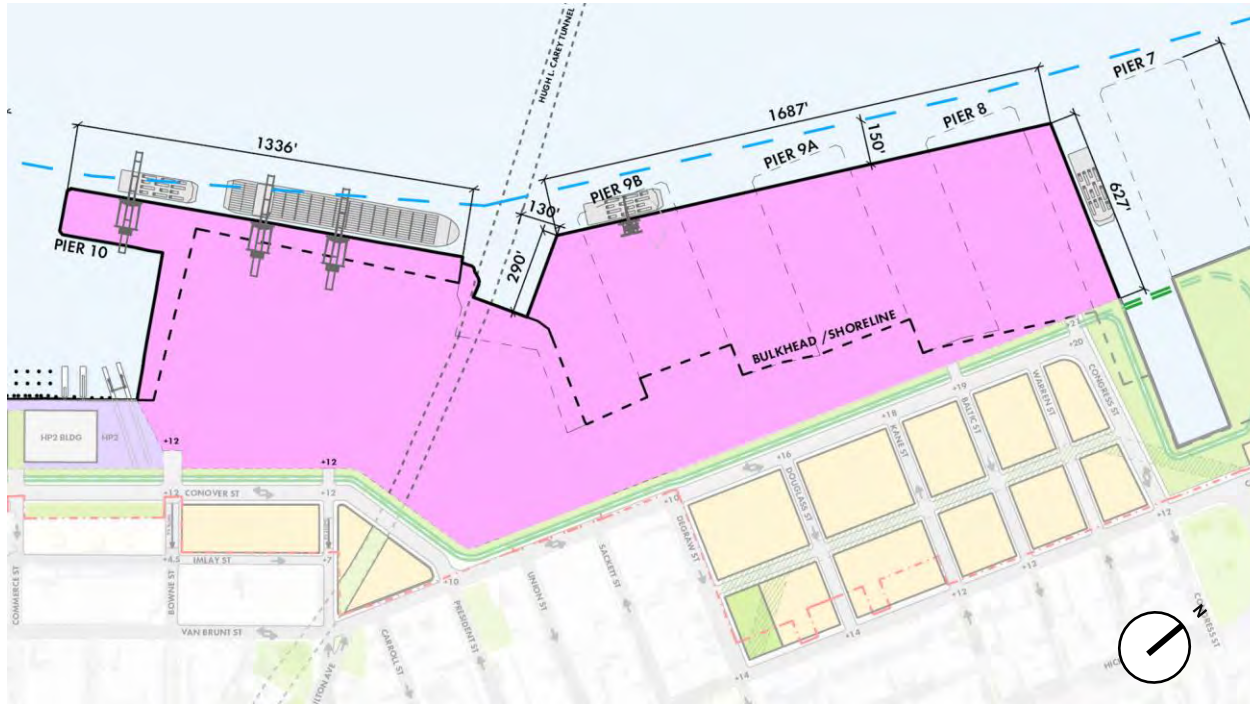 HUGH L. CAREY TUNNEL
PIER 7
1687'
PIER 8
150'
1336'
PIER 9A
PIER 9B
627'
130'
290'
PIER 10
BULKHEAD /SHORELINE
+20
+19
WARREN ST
CONGRESS ST
BALTIC ST
+18
KANE ST
HP2 BLDG
HP2
+12
+12
+16
DOUGLASS ST
+12
CONOVER ST
+12
+10
DEGRAW ST
+12
+12
+12
+4.5
IMLAY ST
+7
+10
SACKETT ST
UNION ST
COMMERCE ST
BOWNE ST
PRESIDENT ST
VAN BRUNT ST
CARROLL ST
+14
+14
N